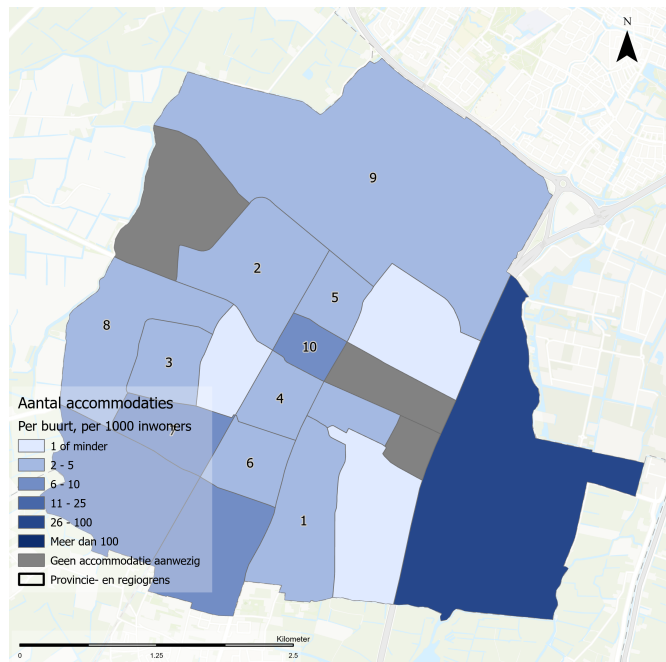 N
9
2
5
8
10
3
4
7
6
1
Aantal accommodaties
Per buurt, per 1000 inwoners
1 of minder
2 - 5
6 - 10
11 - 25
26 - 100
Meer dan 100
Geen accommodatie aanwezig
Provincie- en regiogrens
Kilometer
0 1.25 2.5